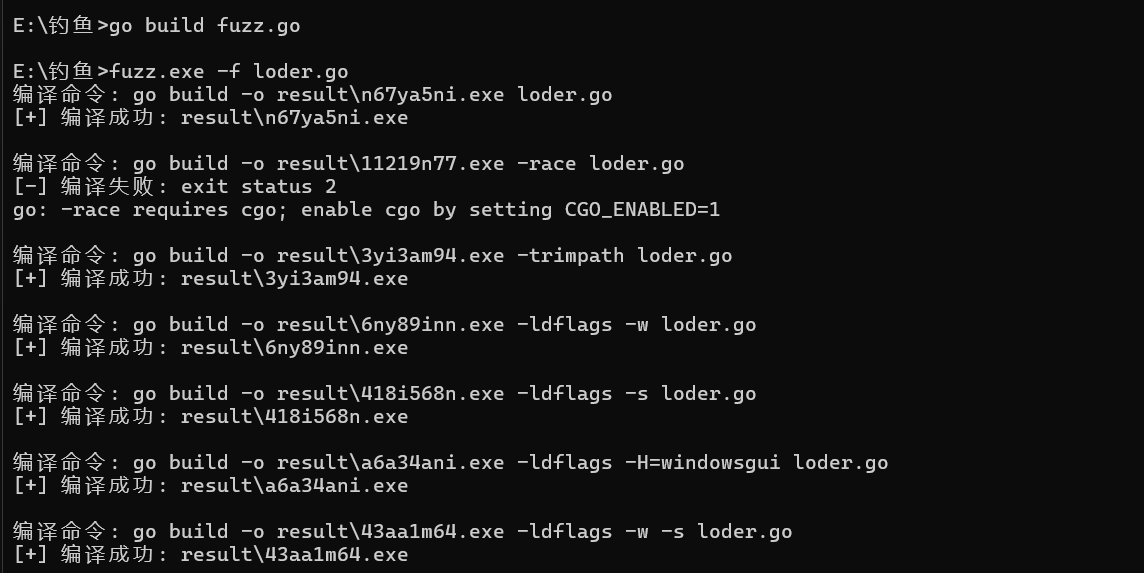 E:\钓鱼>go build fuzz.go
E:\钓鱼>fuzz.exe -f loder.go
编译命令: go build -o result\n67ya5ni.exe loder.go
[+] 编译成功: result\n67ya5ni.exe
编译命令: go build -o result\11219n77.exe -race loder.go
[-] 编译失败: exit status 2
go: -race requires cgo; enable cgo by setting CGO_ENABLED=1
编译命令: go build -o result\3yi3am94.exe -trimpath loder.go
[+] 编译成功: result\3yi3am94.exe
编译命令: go build -o result\6ny89inn.exe -ldflags -w loder.go
[+] 编译成功: result\6ny89inn.exe
编译命令: go build -o result\418i568n.exe -ldflags -s loder.go
[+] 编译成功: result\418i568n.exe
编译命令: go build -o result\a6a34ani.exe -ldflags -H=windowsgui loder.go
[+] 编译成功: result\a6a34ani.exe
编译命令: go build -o result\43aa1m64.exe -ldflags -w -s loder.go
[+] 编译成功: result\43aa1m64.exe